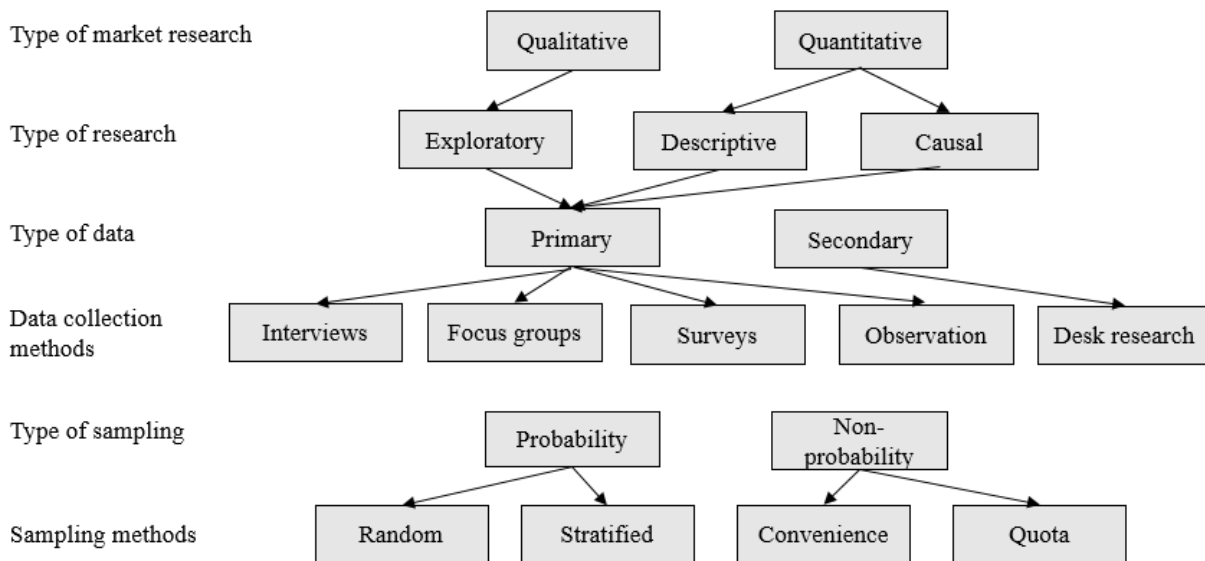 Type of market research
Qualitative
Quantitative
Type of research
Exploratory
Descriptive
Causal
Type of data
Primary
Secondary
Data collection
methods
Interviews
Focus groups
Surveys
Observation
Desk research
Type of sampling
Probability
Non-
probability
Sampling methods
Random
Stratified
Convenience
Quota